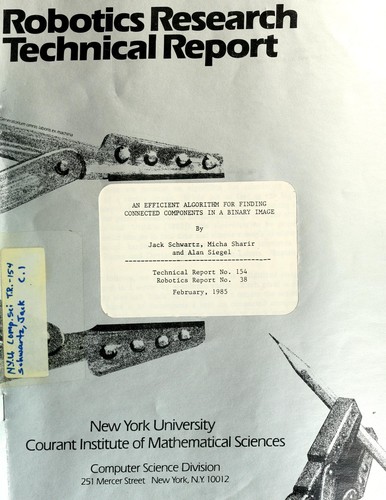 Robotics Research
Technical Report
AN EFFICIENT ALGORITHM FOR FINDING
CONNECTED COMPONENTS IN A BINARY IMAGE
By
Jack Schwartz, Micha Sharir
and Alan Siegel
Technical Report No. 154
Robotics Report No. 38
February, 1985
N.Y.U. Comp. Sci. T.R.-154
Schwartz, Jack c.1
New York University
Courant Institute of Mathematical Sciences
Computer Science Division
251 Mercer Street New York, N.Y. 10012